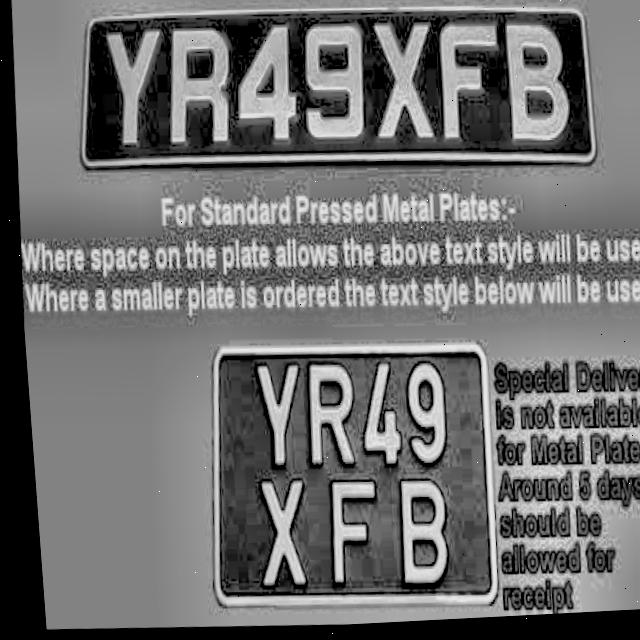 YR49XFB
For Standard Pressed Metal Plates:-
Where space on the plate allows the above text style will be use
Where a smaller plate is ordered the text style below will be use
YR49
XFB
Special Deliver
is not availabl
for Metal Plate
Around 5 days
should be
allowed for
receipt